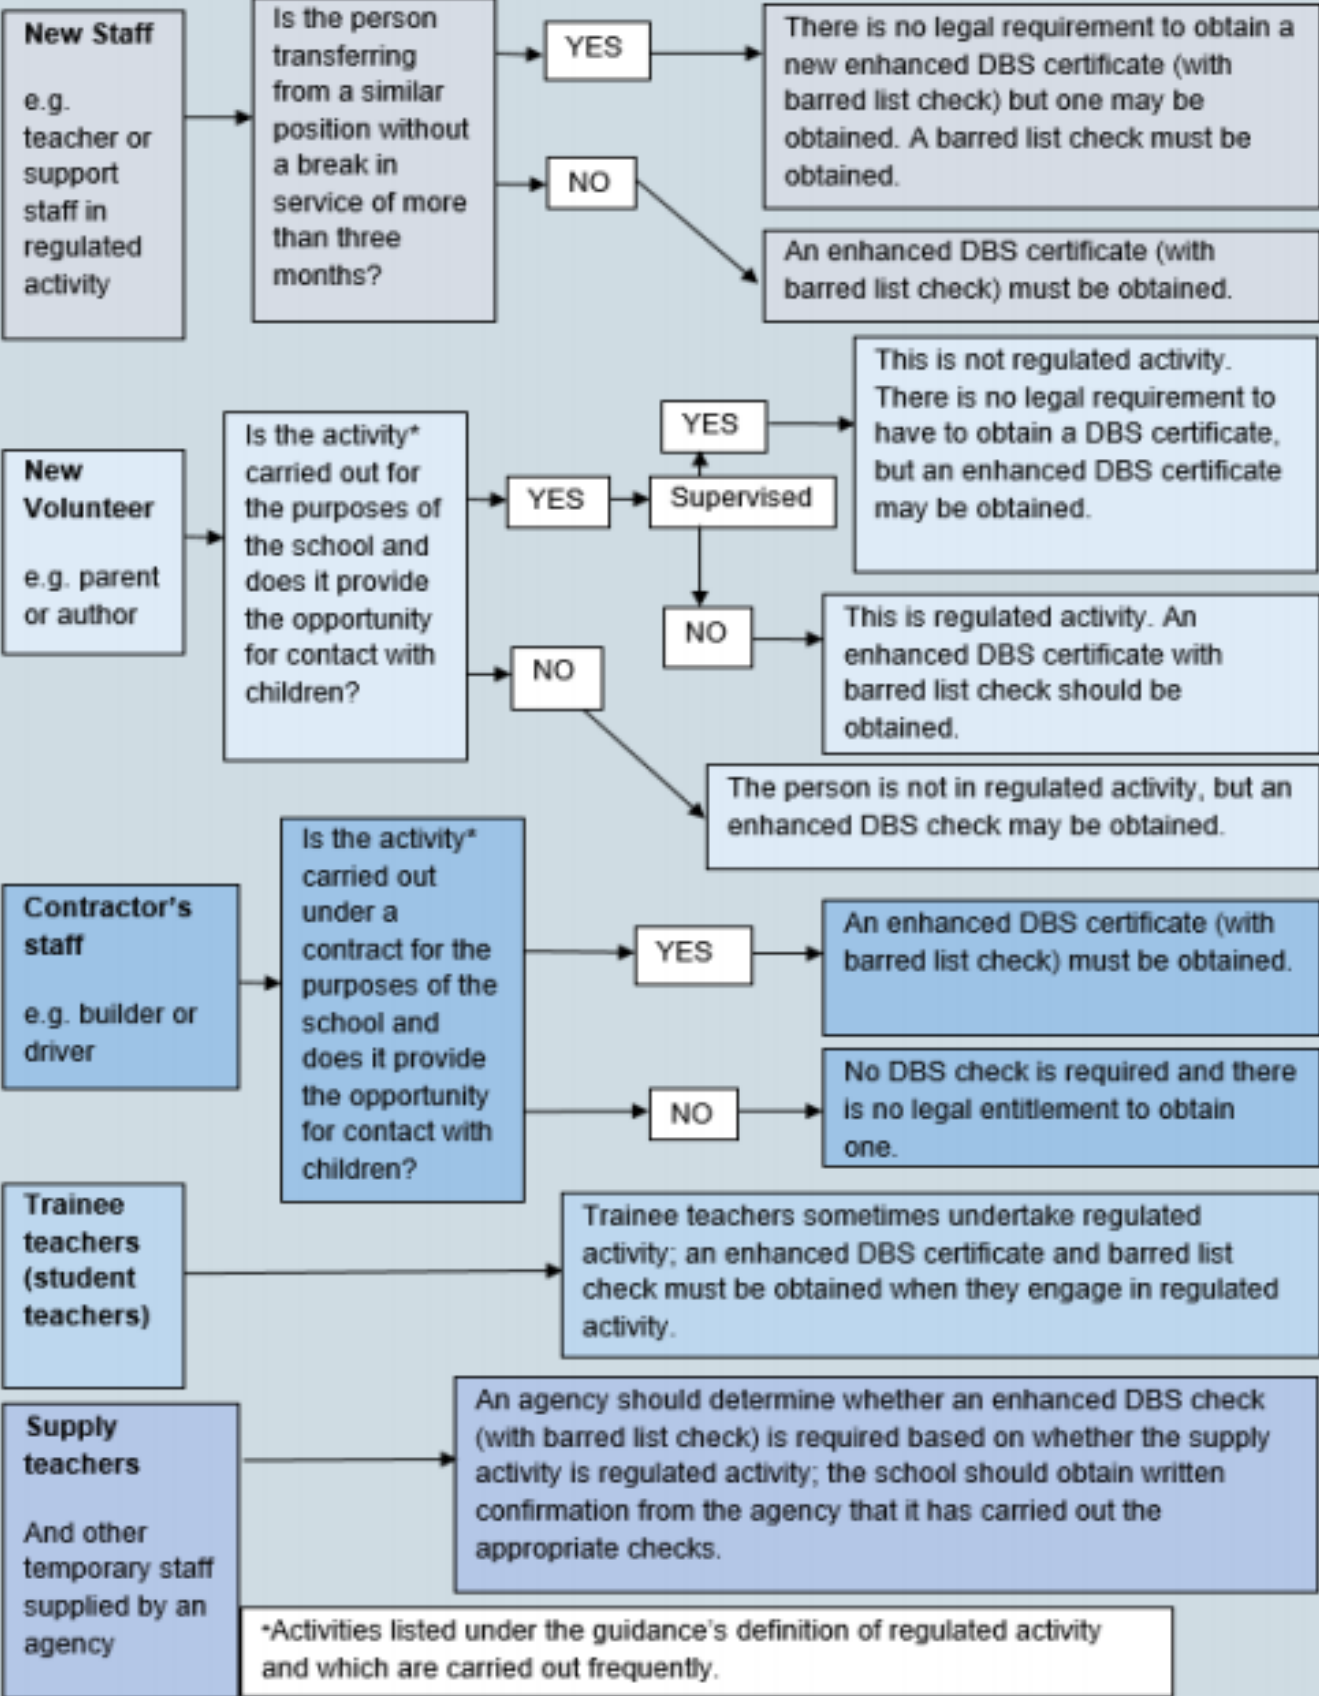 New Staff
e.g.
teacher or
support
staff in
regulated
activity
Is the person
transferring
from a similar
position without
a break in
service of more
than three
months?
YES
NO
There is no legal requirement to obtain a
new enhanced DBS certificate (with
barred list check) but one may be
obtained. A barred list check must be
obtained.
An enhanced DBS certificate (with
barred list check) must be obtained.
New
Volunteer
e.g. parent
or author
Is the activity*
carried out for
the purposes of
the school and
does it provide
the opportunity
for contact with
children?
YES
Supervised
YES
This is not regulated activity.
There is no legal requirement to
have to obtain a DBS certificate,
but an enhanced DBS certificate
may be obtained.
NO
This is regulated activity. An
enhanced DBS certificate with
barred list check should be
obtained.
NO
The person is not in regulated activity, but an
enhanced DBS check may be obtained.
Contractor's
staff
e.g. builder or
driver
Is the activity*
carried out
under a
contract for the
purposes of the
school and
does it provide
the opportunity
for contact with
children?
YES
An enhanced DBS certificate (with
barred list check) must be obtained.
NO
No DBS check is required and there
is no legal entitlement to obtain
one.
Trainee
teachers
(student
teachers)
Trainee teachers sometimes undertake regulated
activity; an enhanced DBS certificate and barred list
check must be obtained when they engage in regulated
activity.
Supply
teachers
And other
temporary staff
supplied by an
agency
An agency should determine whether an enhanced DBS check
(with barred list check) is required based on whether the supply
activity is regulated activity; the school should obtain written
confirmation from the agency that it has carried out the
appropriate checks.
*Activities listed under the guidance's definition of regulated activity
and which are carried out frequently.